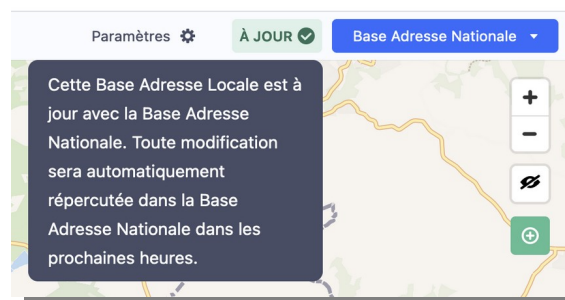 Paramètres
À JOUR
Base Adresse Nationale
Cette Base Adresse Locale est à
jour avec la Base Adresse
Nationale. Toute modification
sera automatiquement
répercutée dans la Base
Adresse Nationale dans les
prochaines heures.